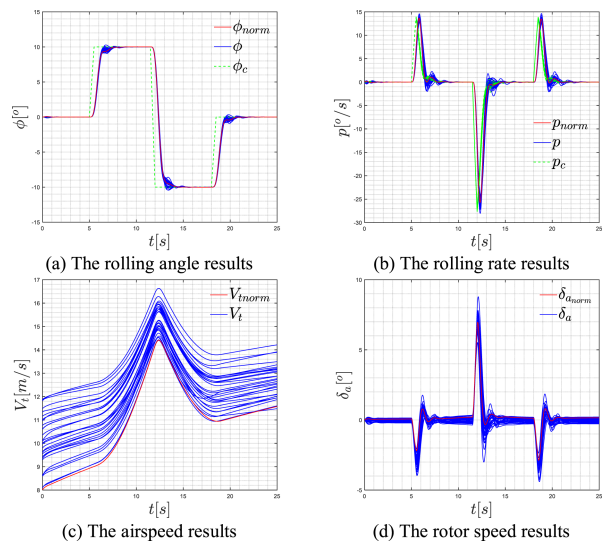 15
10
5
0
-5
-10
-15
0 5 10 15 20 25
ϕ[°]
t[s]
ϕnorm
ϕ
ϕc
(a) The rolling angle results
15
10
5
0
-5
-10
-15
-20
-25
-30
0 5 10 15 20 25
p[°/s]
t[s]
pnorm
p
pc
(b) The rolling rate results
17
16
15
14
13
12
11
10
9
8
0 5 10 15 20 25
Vt[m/s]
t[s]
Vtnorm
Vt
(c) The airspeed results
10
5
0
-5
0 5 10 15 20 25
δa[°]
t[s]
δanorm
δa
(d) The rotor speed results